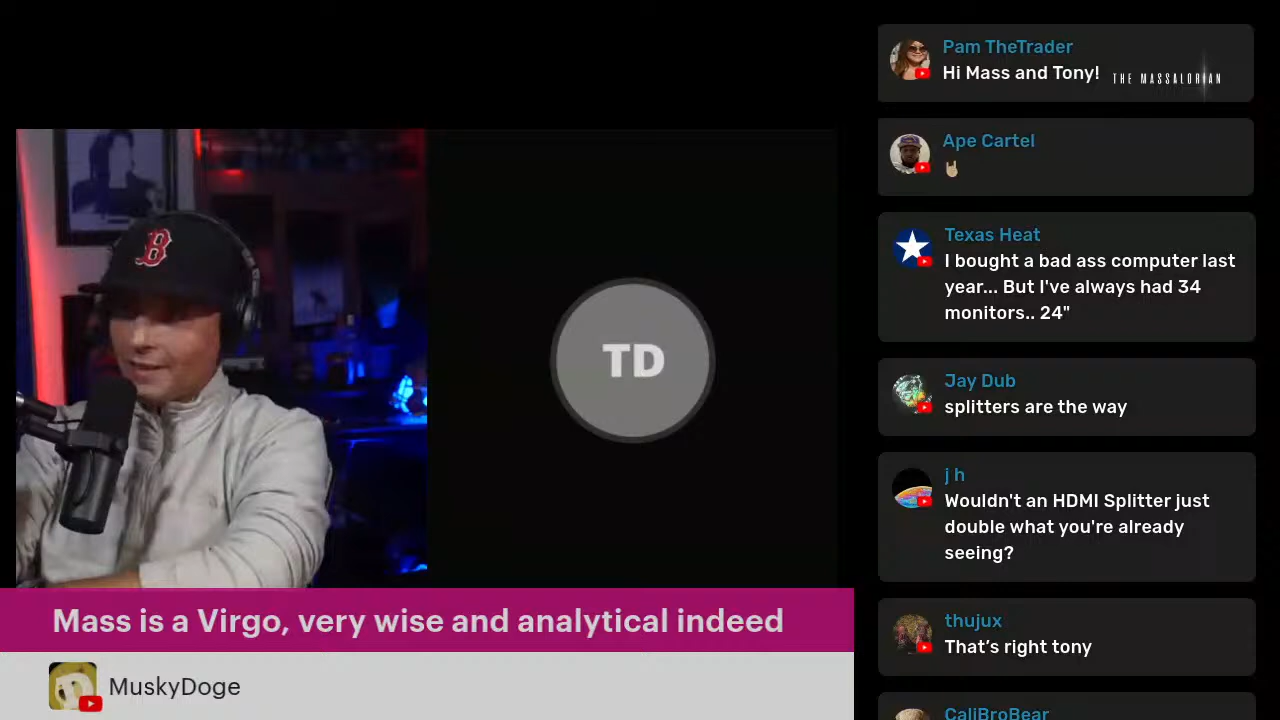 Pam TheTrader
Hi Mass and Tony!
THE MASSALORIAN
Ape Cartel
🤘🏼
Texas Heat
I bought a bad ass computer last
year... But I've always had 34
monitors.. 24"
Jay Dub
splitters are the way
j h
Wouldn't an HDMI Splitter just
double what you're already
seeing?
thujux
That's right tony
CaliBroBear
B
TD
Mass is a Virgo, very wise and analytical indeed
MuskyDoge